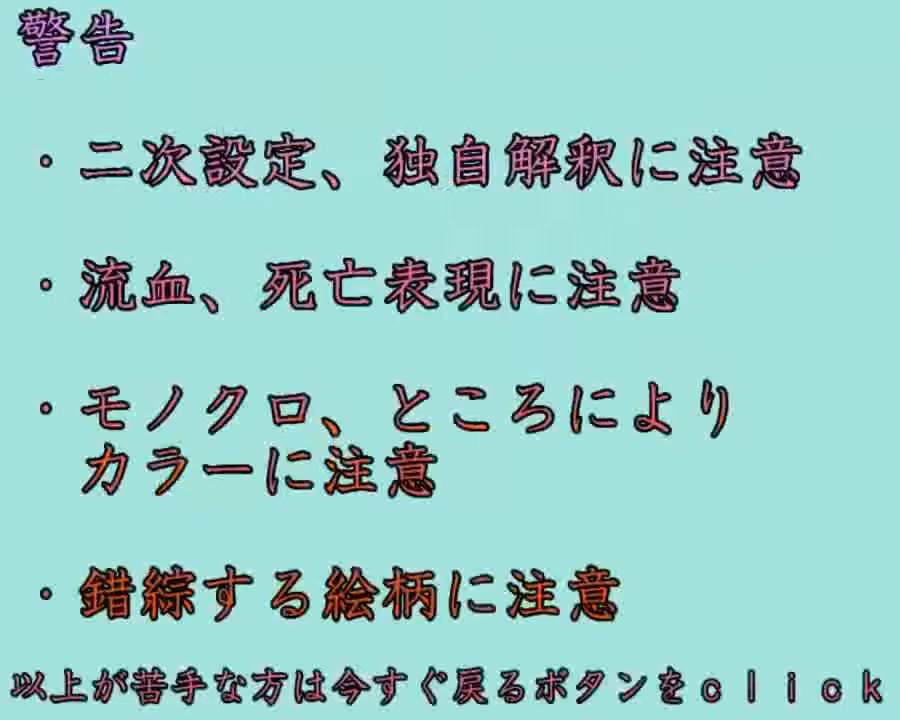 警告
・二次設定、独自解釈に注意
・流血、死亡表現に注意
・モノクロ、ところにより
カラーに注意
・錯綜する絵柄に注意
以上が苦手な方は今すぐ戻るボタンをｃｌｉｃｋ